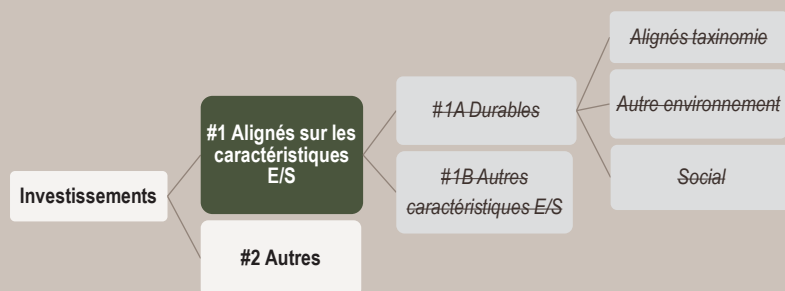 Investissements
#1 Alignés sur les
caractéristiques
E/S
#2 Autres
#1A Durables
#1B Autres
caractéristiques E/S
Alignés taxinomie
Autre environnement
Social